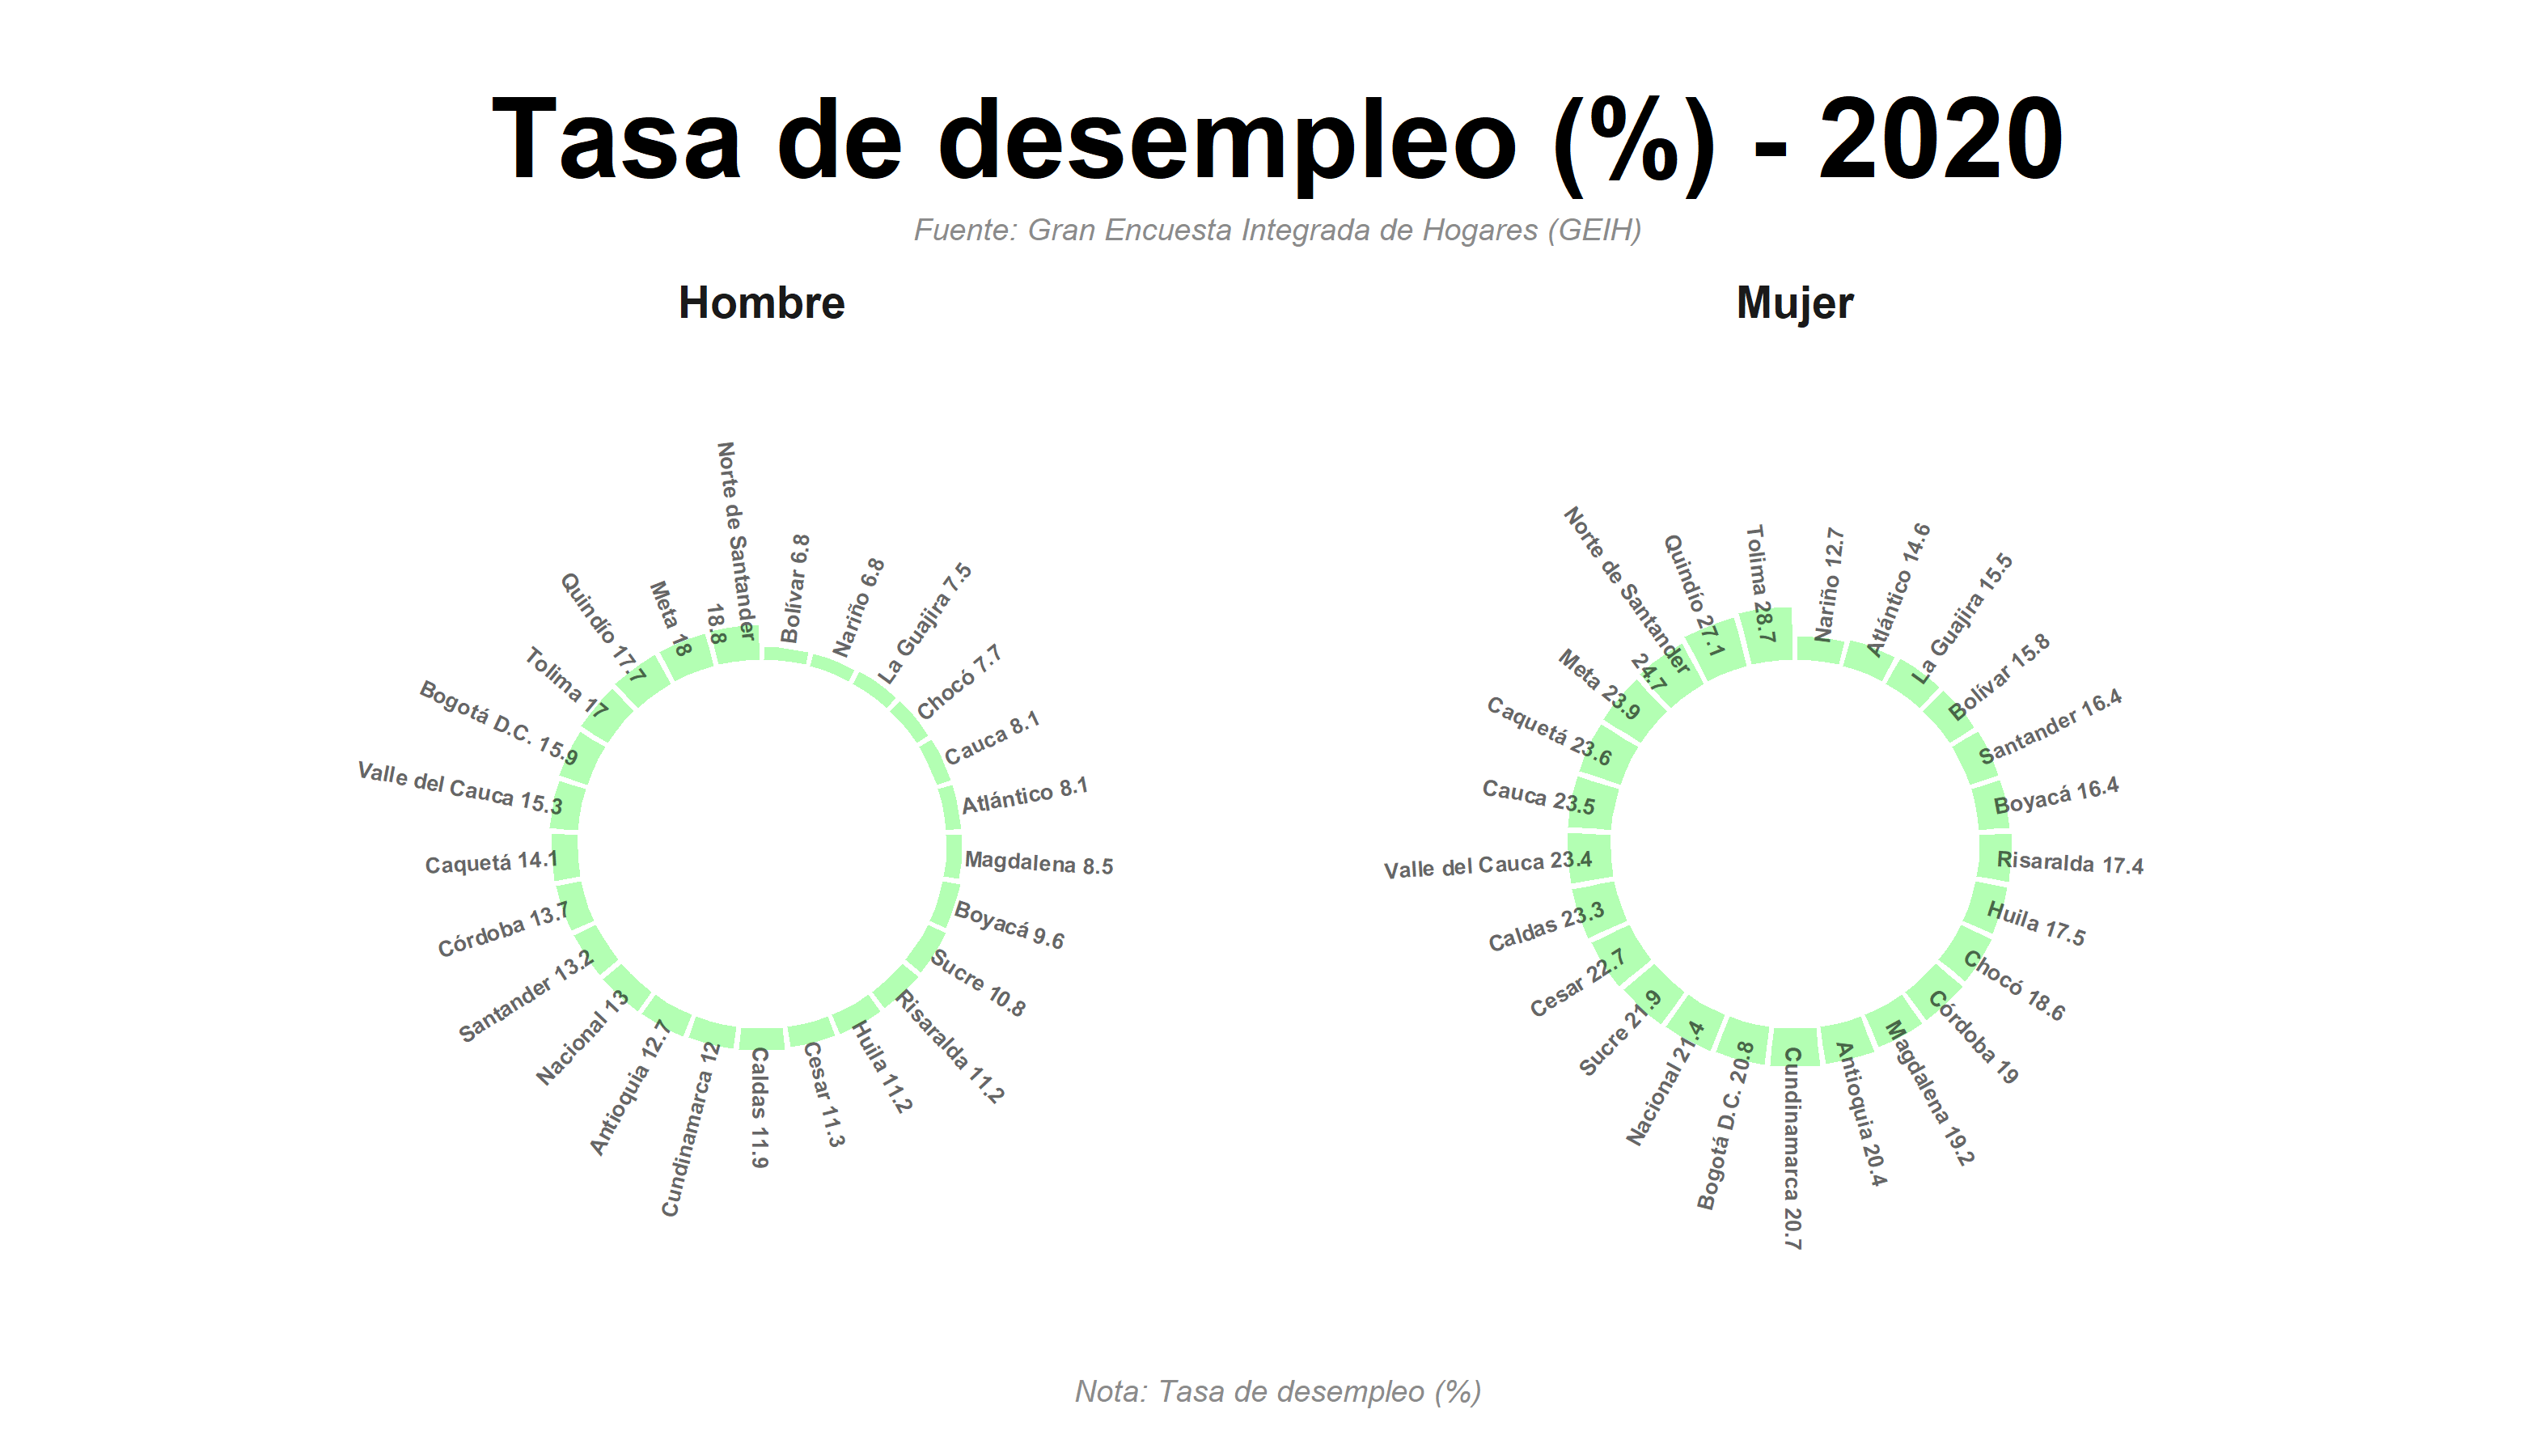 Tasa de desempleo (%) - 2020
Fuente: Gran Encuesta Integrada de Hogares (GEIH)
Hombre
Bolívar 6.8
Nariño 6.8
La Guajira 7.5
Chocó 7.7
Cauca 8.1
Atlántico 8.1
Magdalena 8.5
Boyacá 9.6
Sucre 10.8
Risaralda 11.2
Huila 11.2
Cesar 11.3
Caldas 11.9
Cundinamarca 12
Antioquia 12.7
Nacional 13
Santander 13.2
Córdoba 13.7
Caquetá 14.1
Valle del Cauca 15.3
Bogotá D.C. 15.9
Tolima 17
Quindío 17.7
Meta 18
Norte de Santander
18.8
Mujer
Nariño 12.7
Atlántico 14.6
La Guajira 15.5
Bolívar 15.8
Santander 16.4
Boyacá 16.4
Risaralda 17.4
Huila 17.5
Chocó 18.6
Córdoba 19
Magdalena 19.2
Antioquia 20.4
Cundinamarca 20.7
Bogotá D.C. 20.8
Nacional 21.4
Sucre 21.9
Cesar 22.7
Caldas 23.3
Valle del Cauca 23.4
Cauca 23.5
Caquetá 23.6
Meta 23.9
Norte de Santander
24.7
Quindío 27.1
Tolima 28.7
Nota: Tasa de desempleo (%)